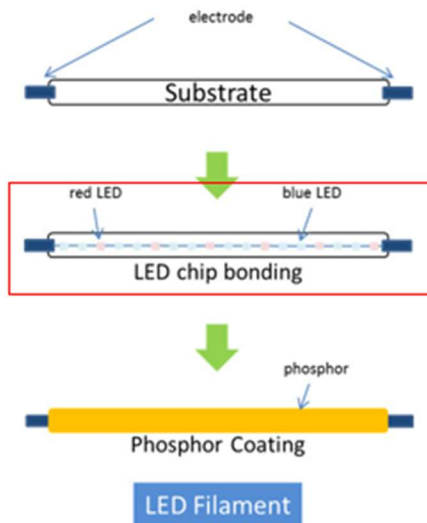 electrode
Substrate
red LED
blue LED
LED chip bonding
phosphor
Phosphor Coating
LED Filament